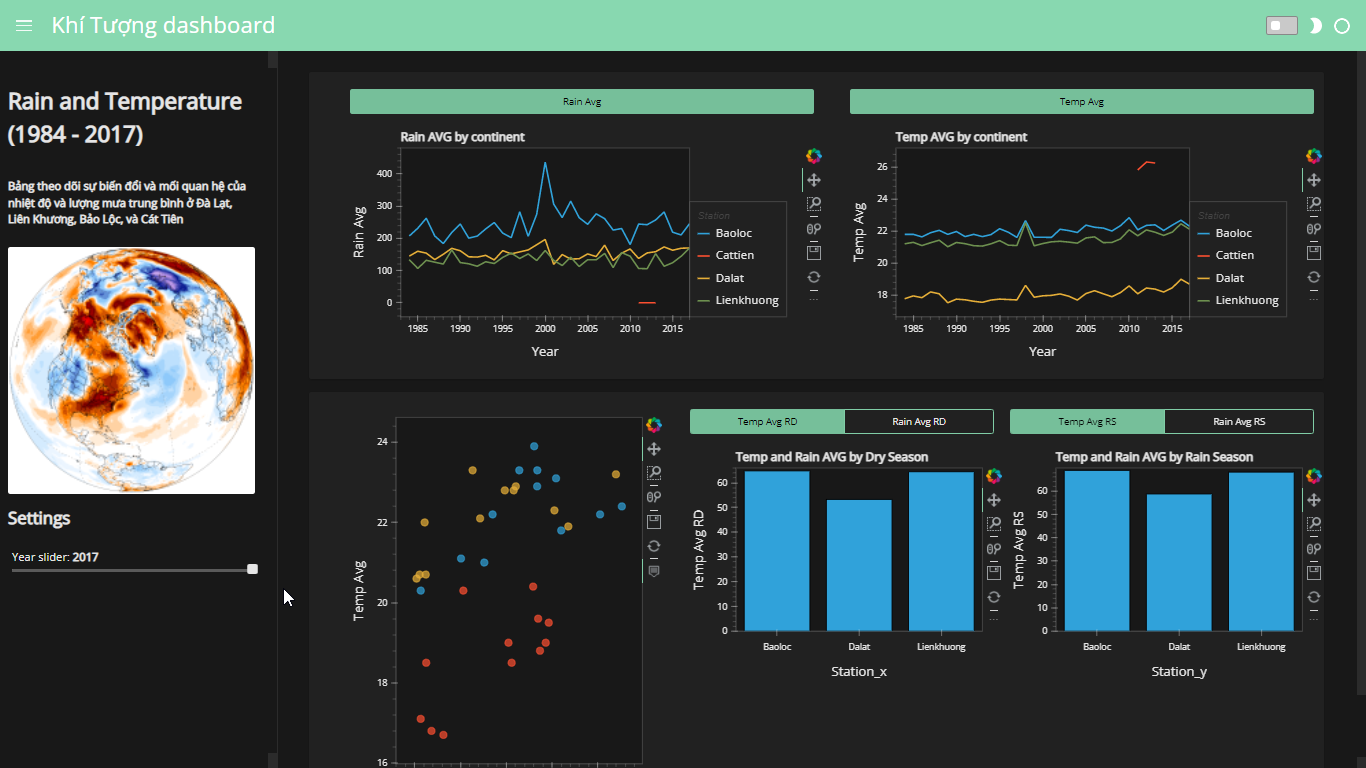 Khí Tượng dashboard
Rain and Temperature
(1984 - 2017)
Bảng theo dõi sự biến đổi và mối quan hệ của
nhiệt độ và lượng mưa trung bình ở Đà Lạt,
Liên Khương, Bảo Lộc, và Cát Tiên
Settings
Year slider: 2017
Rain Avg
Rain AVG by continent
Rain Avg
400
300
200
100
0
1985
1990
1995
2000
2005
2010
2015
Year
Station
Baoloc
Cattien
Dalat
Lienkhuong
Temp Avg
Temp AVG by continent
Temp Avg
26
24
22
20
18
1985
1990
1995
2000
2005
2010
2015
Year
Station
Baoloc
Cattien
Dalat
Lienkhuong
Temp Avg
24
22
20
18
16
Temp Avg RD
Rain Avg RD
Temp and Rain AVG by Dry Season
Temp Avg RD
60
50
40
30
20
10
0
Baoloc
Dalat
Lienkhuong
Station_x
Temp Avg RS
Rain Avg RS
Temp and Rain AVG by Rain Season
Temp Avg RS
60
50
40
30
20
10
0
Baoloc
Dalat
Lienkhuong
Station_y